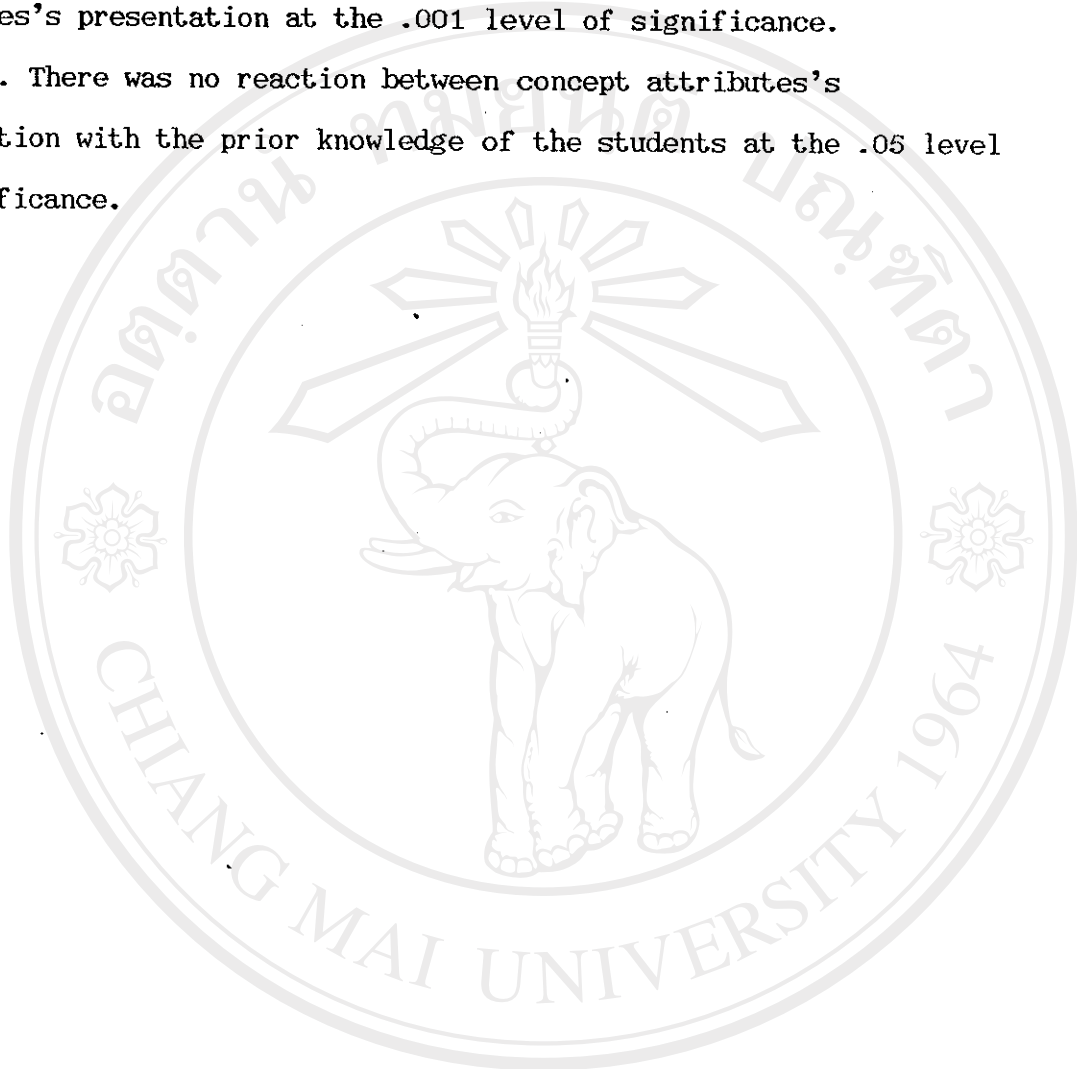 es's presentation at the .001 level of significance.
. There was no reaction between concept attributes's
tion with the prior knowledge of the students at the .05 level
ficance.
CHIANG MAI UNIVERSITY 1964